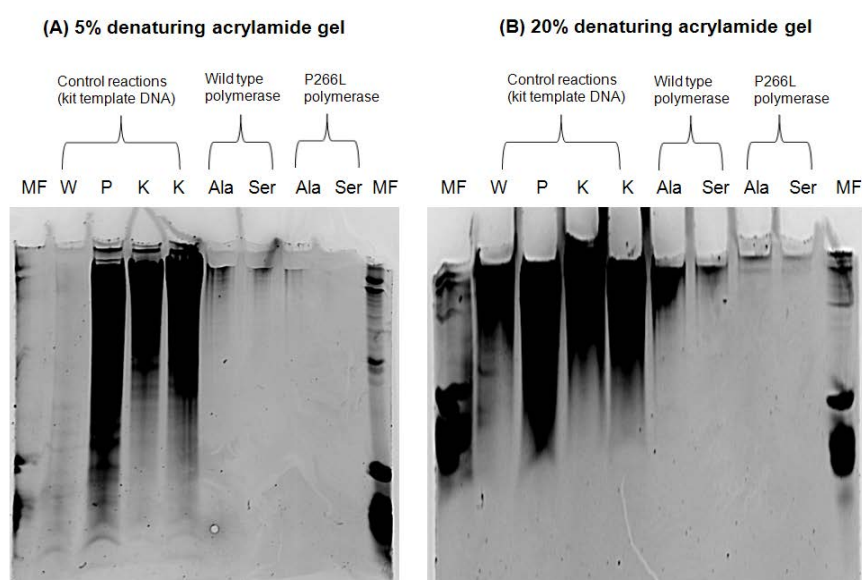 (A) 5% denaturing acrylamide gel
Control reactions
(kit template DNA)
Wild type
polymerase
P266L
polymerase
MF W P K K Ala Ser Ala Ser MF
(B) 20% denaturing acrylamide gel
Control reactions
(kit template DNA)
Wild type
polymerase
P266L
polymerase
MF W P K K Ala Ser Ala Ser MF